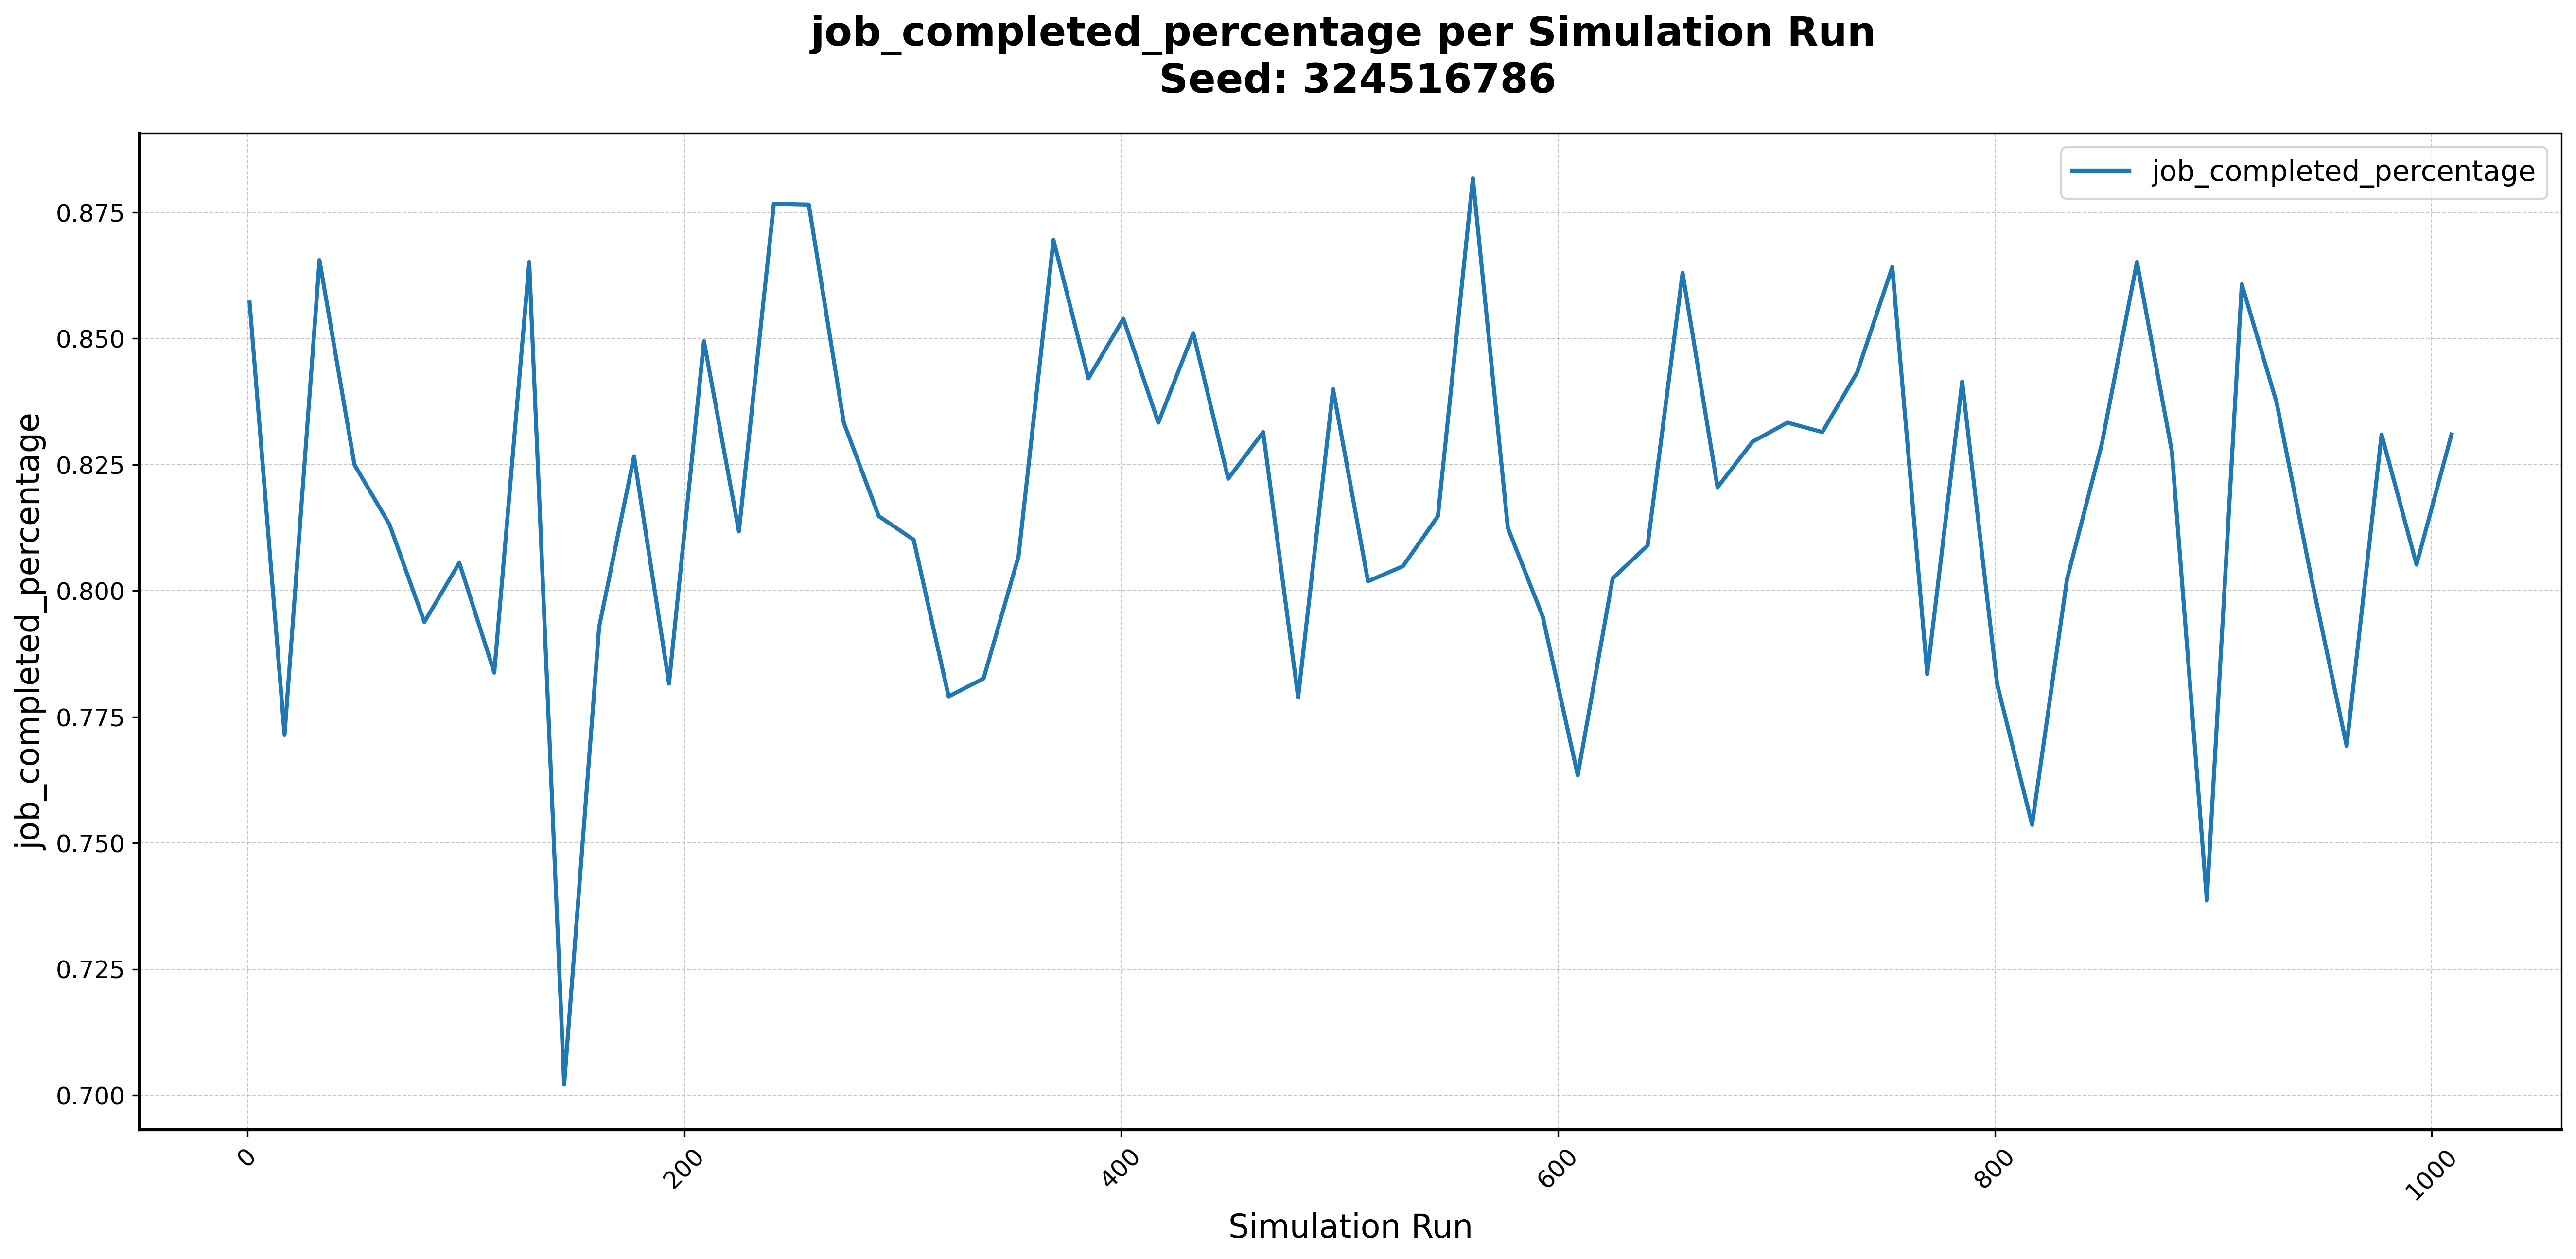 job_completed_percentage per Simulation Run
Seed: 324516786
job_completed_percentage
0.875
0.850
0.825
0.800
0.775
0.750
0.725
0.700
job_completed_percentage
0
200
400
600
800
1000
Simulation Run